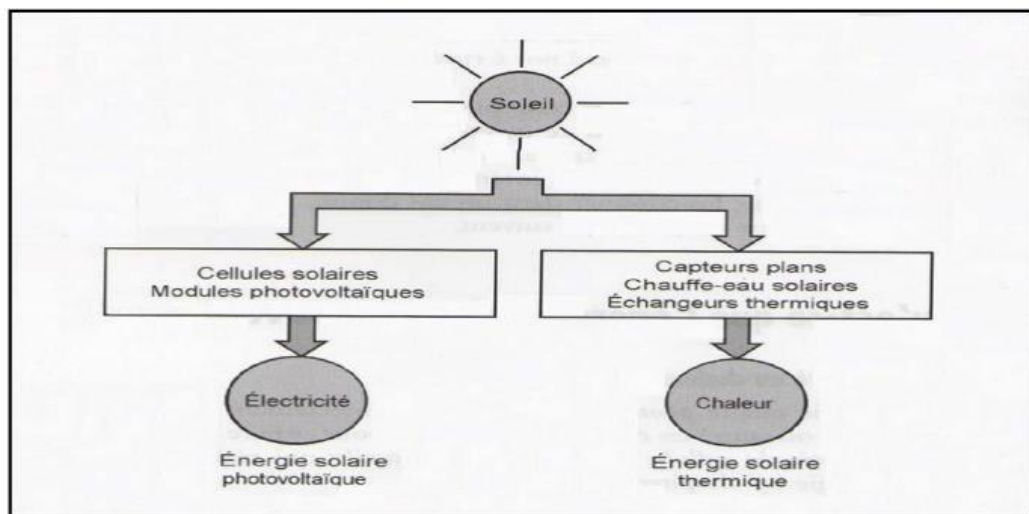 Soleil
Cellules solaires
Modules photovoltaïques
Capteurs plans
Chauffe-eau solaires
Échangeurs thermiques
Électricité
Chaleur
Énergie solaire
photovoltaïque
Énergie solaire
thermique